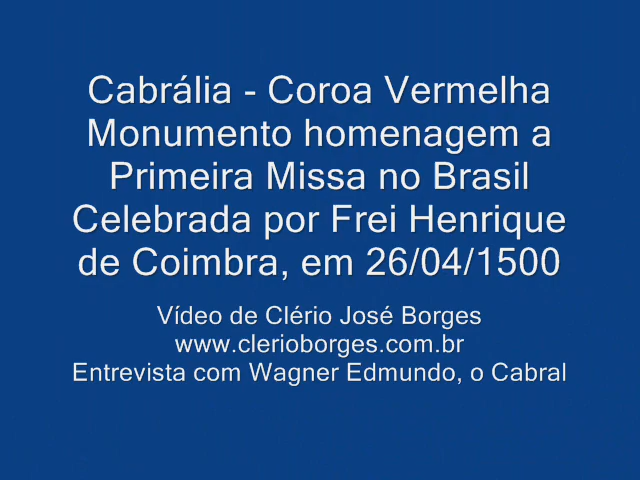 Cabrália - Coroa Vermelha
Monumento homenagem a
Primeira Missa no Brasil
Celebrada por Frei Henrique
de Coimbra, em 26/04/1500
Vídeo de Clério José Borges
www.clerioborges.com.br
Entrevista com Wagner Edmundo, o Cabral